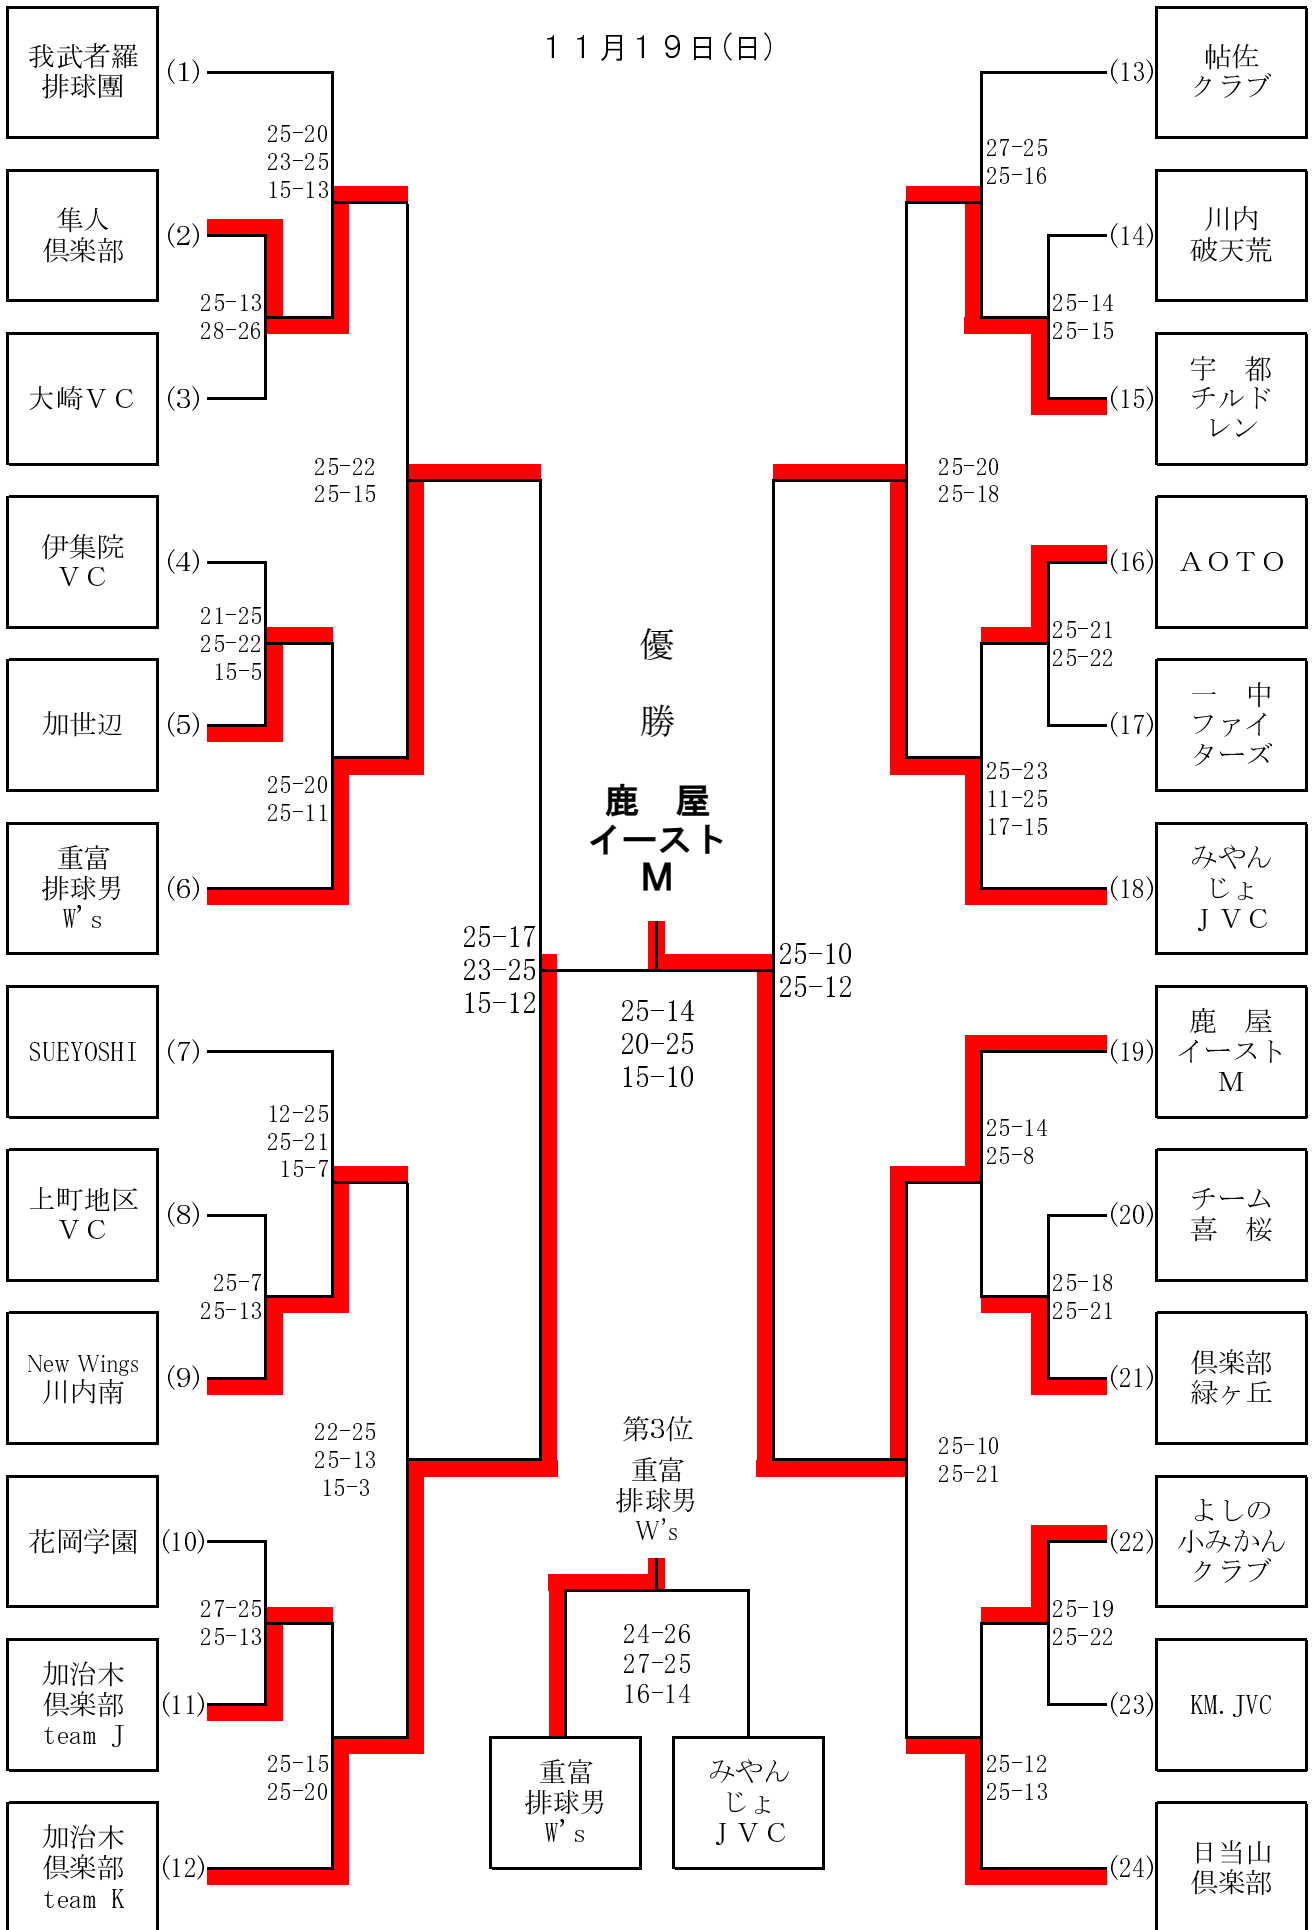 １１月１９日(日)
我武者羅
排球團
(1)
隼人
倶楽部
(2)
大崎ＶＣ
(3)
伊集院
ＶＣ
(4)
加世辺
(5)
重富
排球男
W's
(6)
SUEYOSHI
(7)
上町地区
ＶＣ
(8)
New Wings
川内南
(9)
花岡学園
(10)
加治木
倶楽部
team J
(11)
加治木
倶楽部
team K
(12)
25-20
23-25
15-13
25-13
28-26
25-22
25-15
21-25
25-22
15-5
25-20
25-11
12-25
25-21
15-7
25-7
25-13
22-25
25-13
15-3
27-25
25-13
25-15
25-20
25-17
23-25
15-12
優
勝
鹿　屋
イースト
M
25-14
20-25
15-10
25-10
25-12
第3位
重富
排球男
W's
24-26
27-25
16-14
重富
排球男
W's
みやん
じょ
ＪＶＣ
27-25
25-16
25-14
25-15
25-20
25-18
25-21
25-22
25-23
11-25
17-15
25-14
25-8
25-18
25-21
25-10
25-21
25-19
25-22
25-12
25-13
(13)
帖佐
クラブ
(14)
川内
破天荒
(15)
宇　都
チルド
レン
(16)
ＡＯＴＯ
(17)
一　中
ファイ
ターズ
(18)
みやん
じょ
ＪＶＣ
(19)
鹿　屋
イースト
Ｍ
(20)
チーム
喜　桜
(21)
倶楽部
緑ヶ丘
(22)
よしの
小みかん
クラブ
(23)
KM.JVC
(24)
日当山
倶楽部